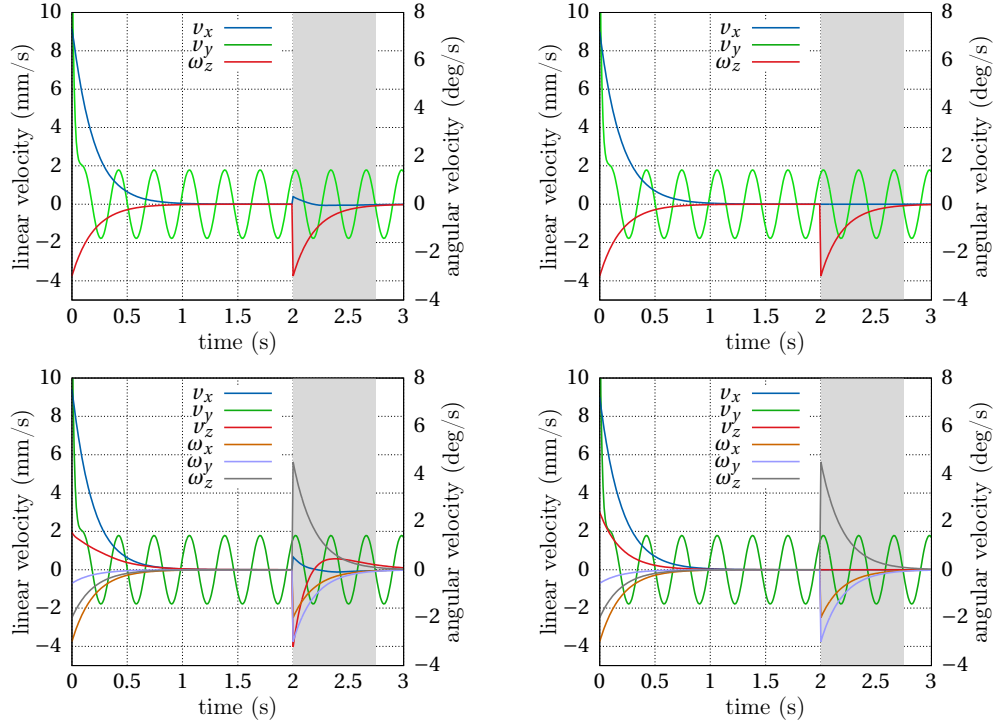 linear velocity (mm/s)
10
8
6
4
2
0
−2
−4
v_x
v_y
ω_z
8
6
4
2
0
−2
−4
angular velocity (deg/s)
0 0.5 1 1.5 2 2.5 3
time (s)
linear velocity (mm/s)
10
8
6
4
2
0
−2
−4
v_x
v_y
ω_z
8
6
4
2
0
−2
−4
angular velocity (deg/s)
0 0.5 1 1.5 2 2.5 3
time (s)
linear velocity (mm/s)
10
8
6
4
2
0
−2
−4
v_x
v_y
v_z
ω_x
ω_y
ω_z
8
6
4
2
0
−2
−4
angular velocity (deg/s)
0 0.5 1 1.5 2 2.5 3
time (s)
linear velocity (mm/s)
10
8
6
4
2
0
−2
−4
v_x
v_y
v_z
ω_x
ω_y
ω_z
8
6
4
2
0
−2
−4
angular velocity (deg/s)
0 0.5 1 1.5 2 2.5 3
time (s)